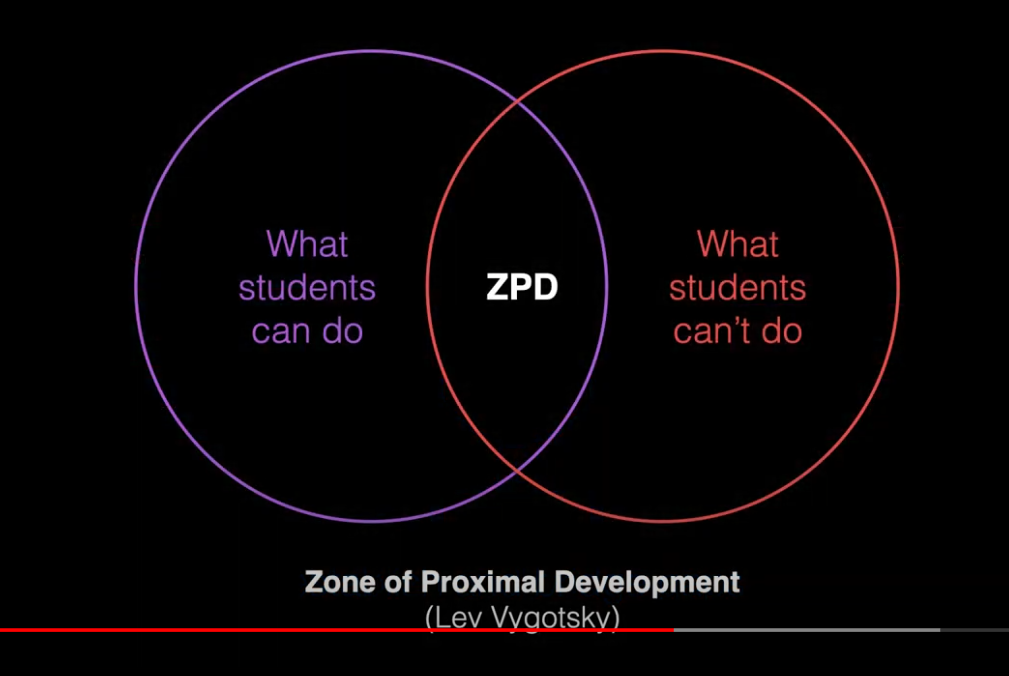 What
students
can do
ZPD
What
students
can't do
Zone of Proximal Development
(Lev Vygotsky)